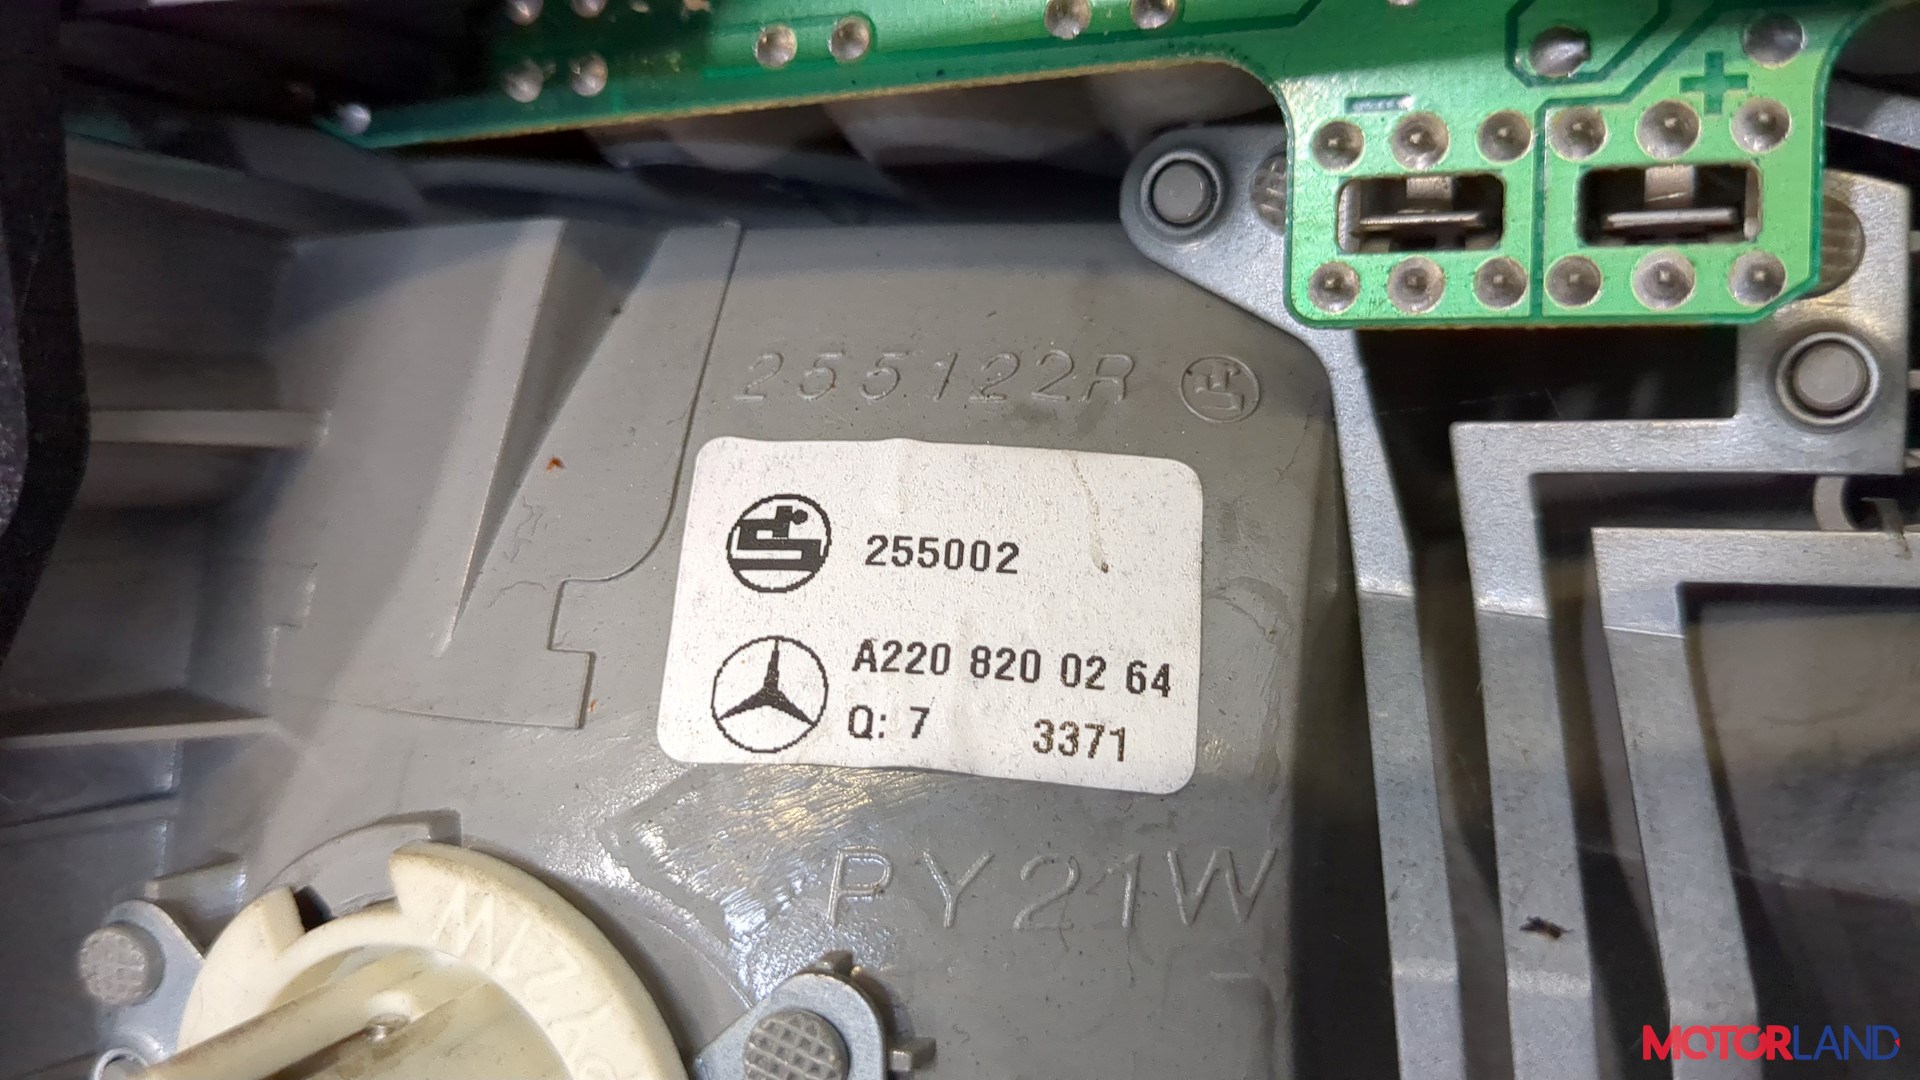 - +
255122R
255002
A220 820 02 64
Q: 7 3371
PY21W
MOTORLAND